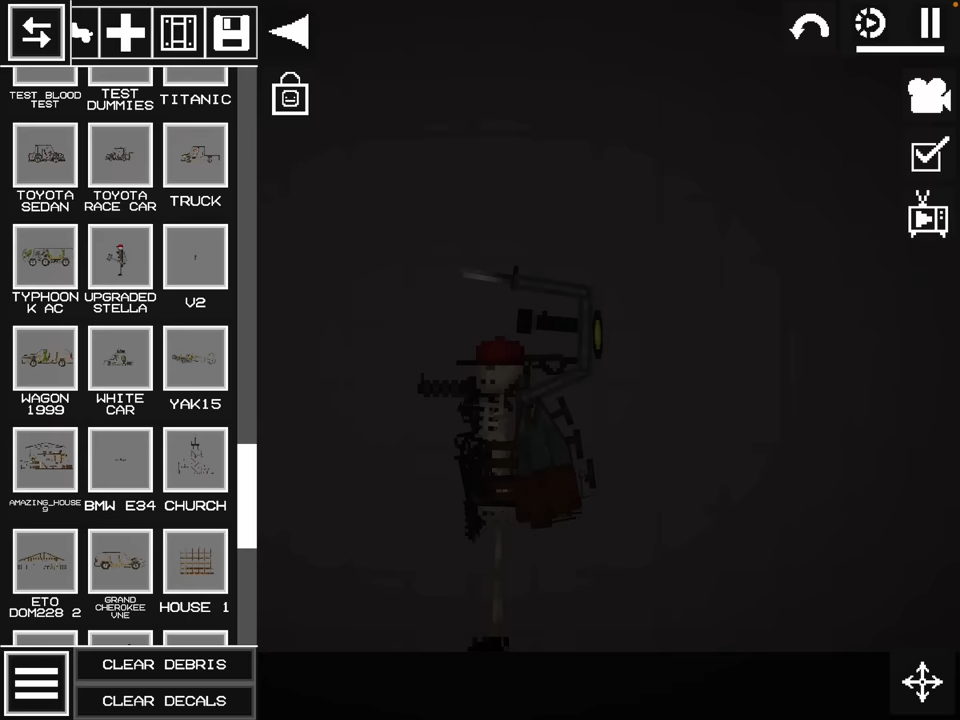 TEST BLOOD
TEST
TEST
DUMMIES
TITANIC
TOYOTA
SEDAN
TOYOTA
RACE CAR
TRUCK
TYPHOON
K AC
UPGRADED
STELLA
V2
WAGON
1999
WHITE
CAR
YAK15
AMAZING_HOUSE
9
BMW E34
CHURCH
ETO
DOM228 2
GRAND
CHEROKEE
VNE
HOUSE 1
CLEAR DEBRIS
CLEAR DECALS